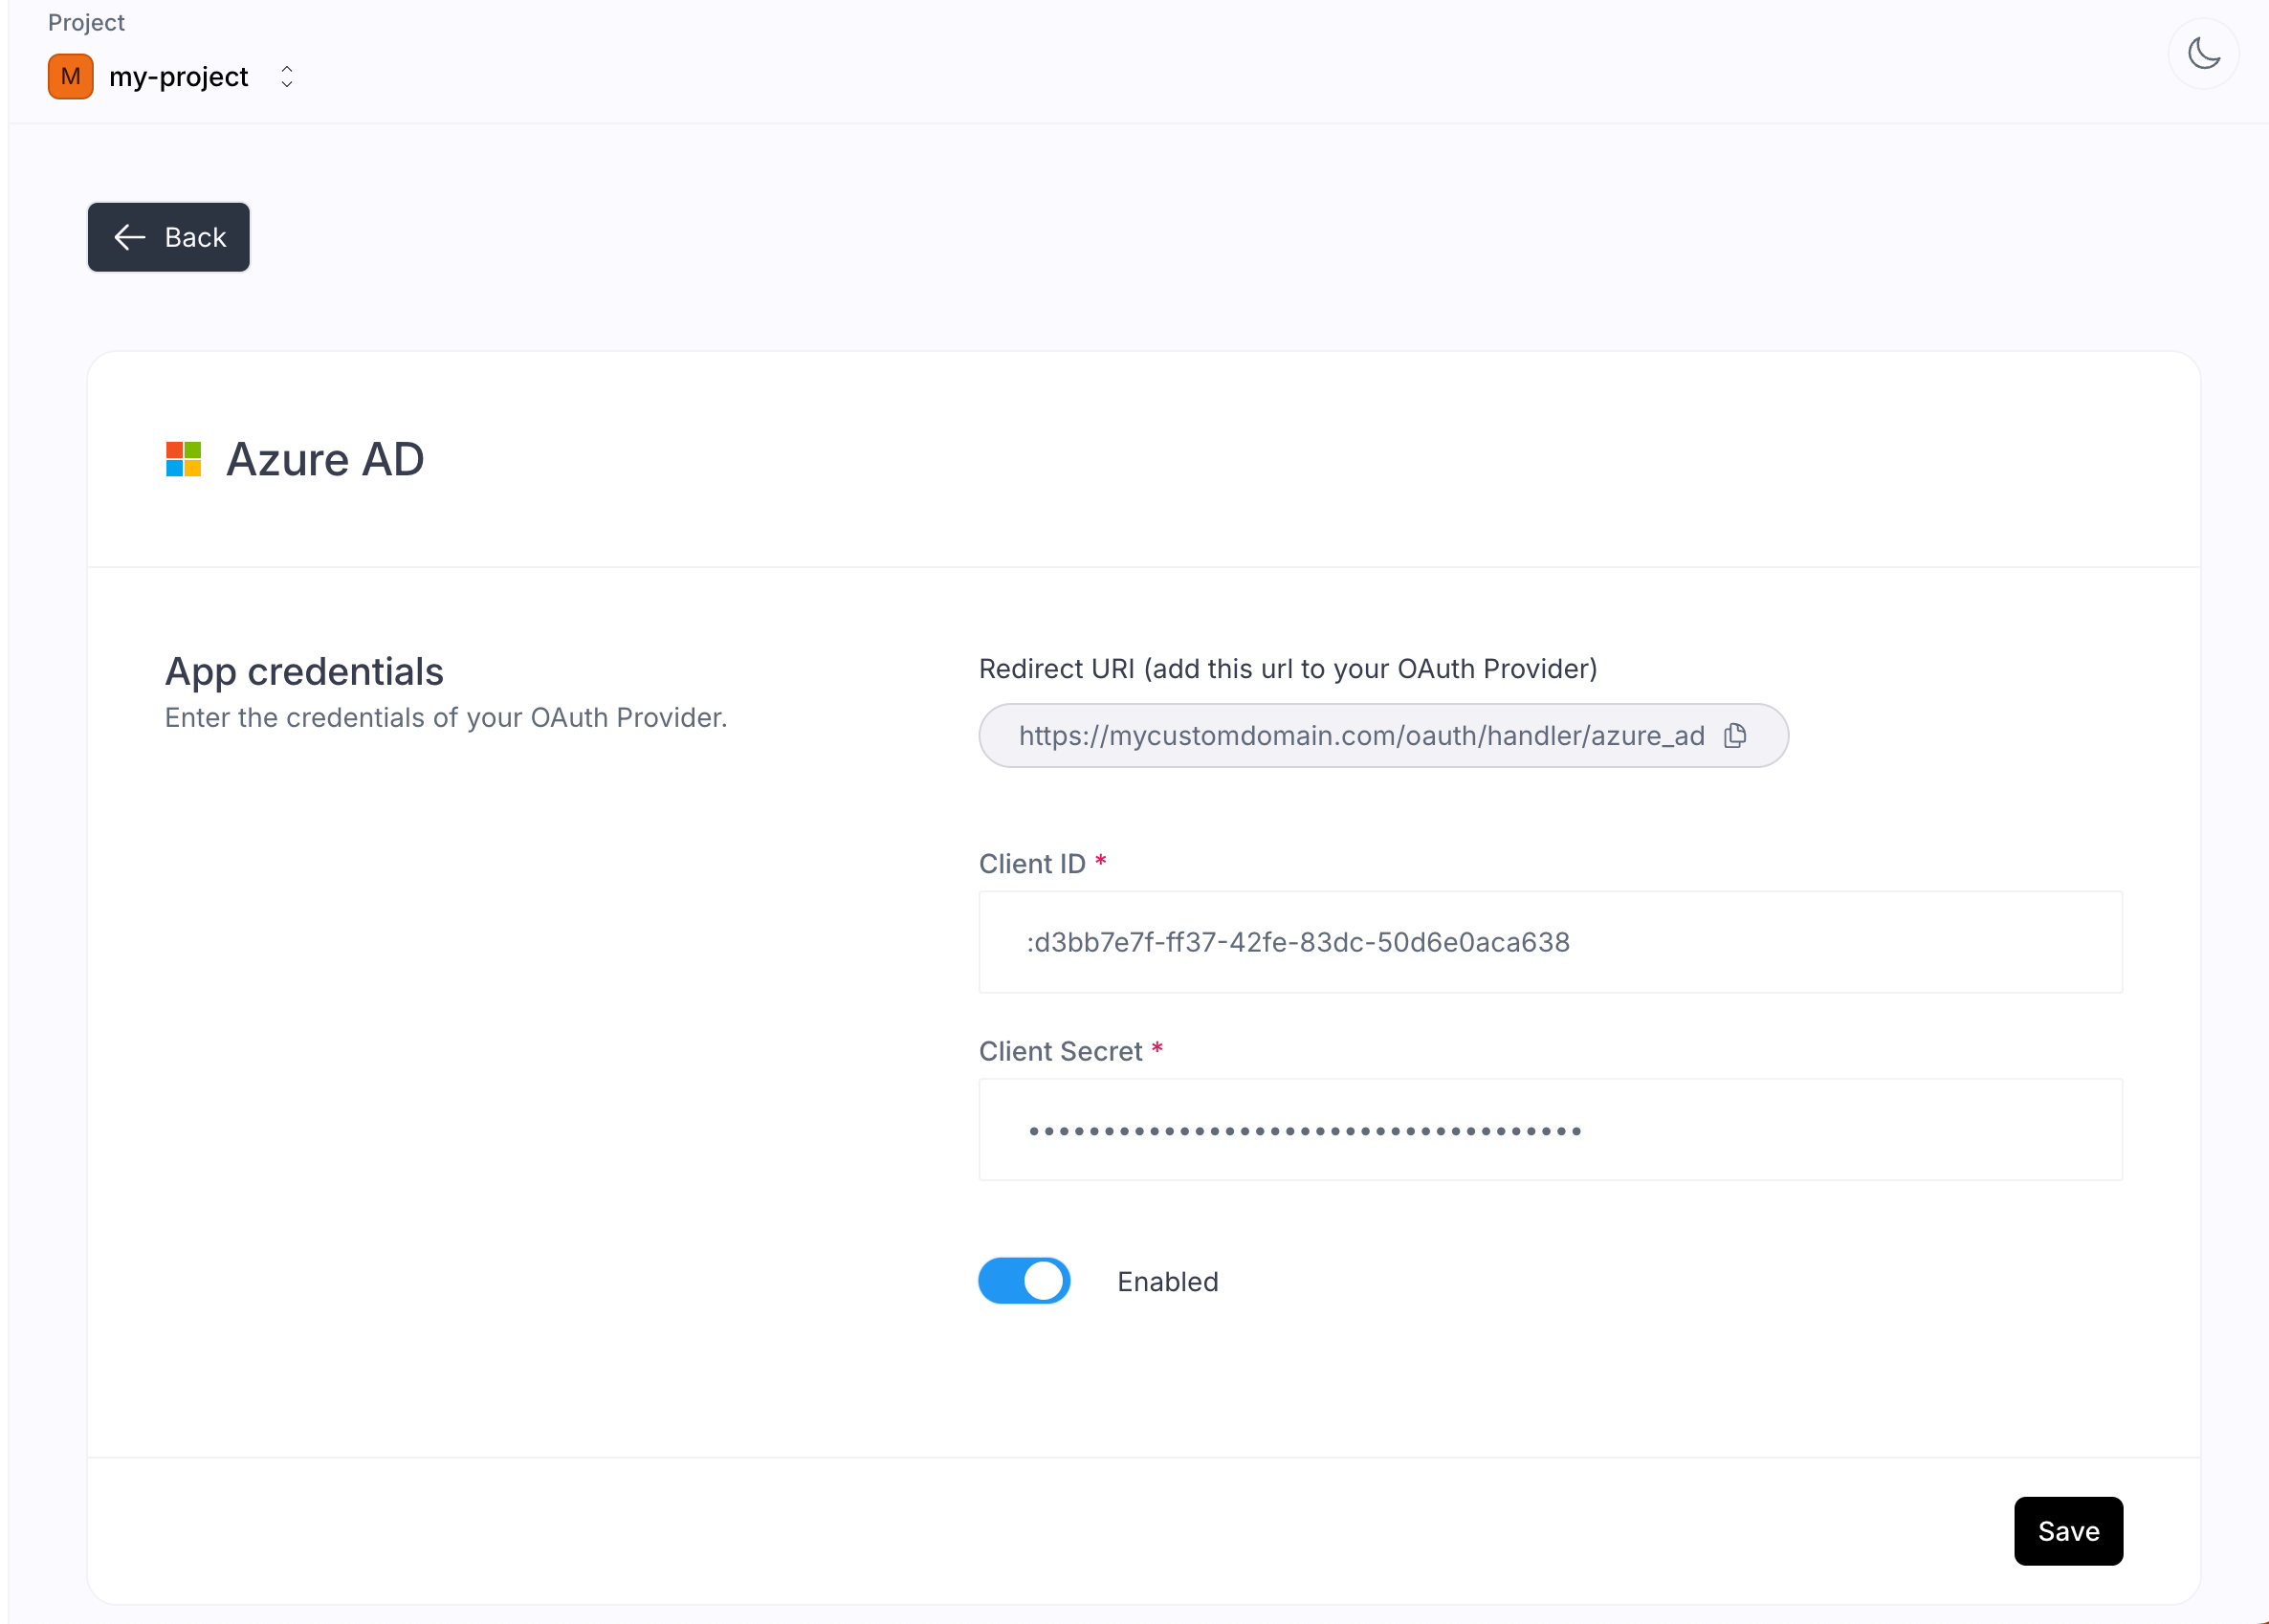 Project
M my-project
Back
Azure AD
App credentials
Enter the credentials of your OAuth Provider.
Redirect URI (add this url to your OAuth Provider)
https://mycustomdomain.com/oauth/handler/azure_ad
Client ID *
:d3bb7e7f-ff37-42fe-83dc-50d6e0aca638
Client Secret *
•••••••••••••••••••••••••••••••••••••
Enabled
Save